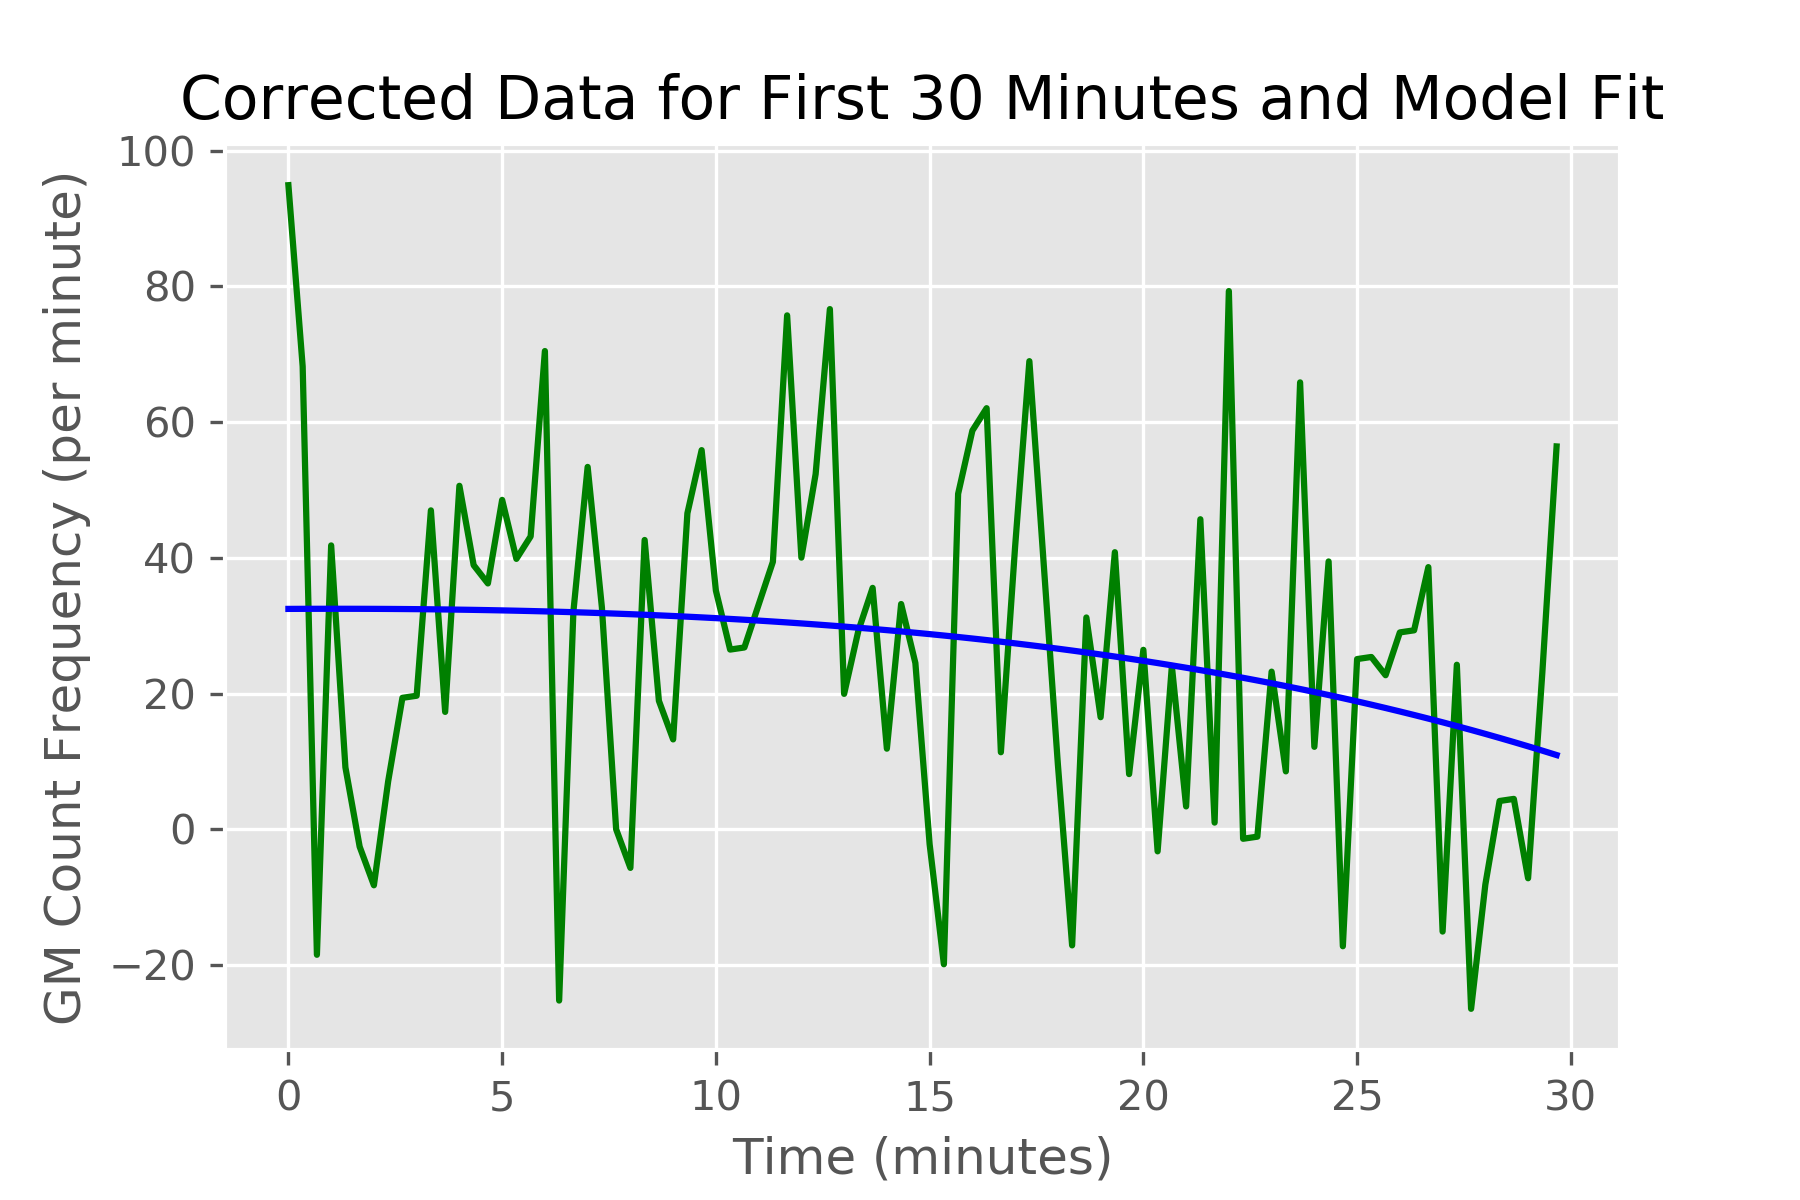 Corrected Data for First 30 Minutes and Model Fit
GM Count Frequency (per minute)
100
80
60
40
20
0
−20
0 5 10 15 20 25 30
Time (minutes)